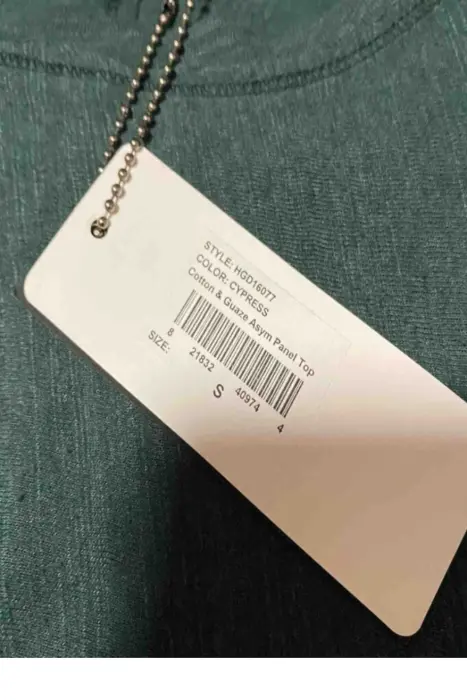 STYLE: HGD16077
COLOR: CYPRESS
Cotton & Guaze Asym Panel Top
8 21832 40974 4
SIZE: S